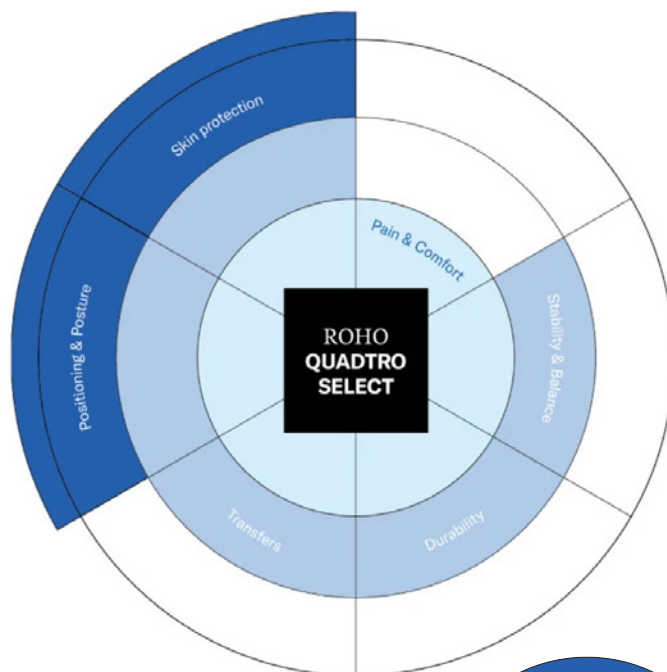 Skin protection
Pain & Comfort
Positioning & Posture
ROHO
QUADTRO
SELECT
Stability & Balance
Transfers
Durability